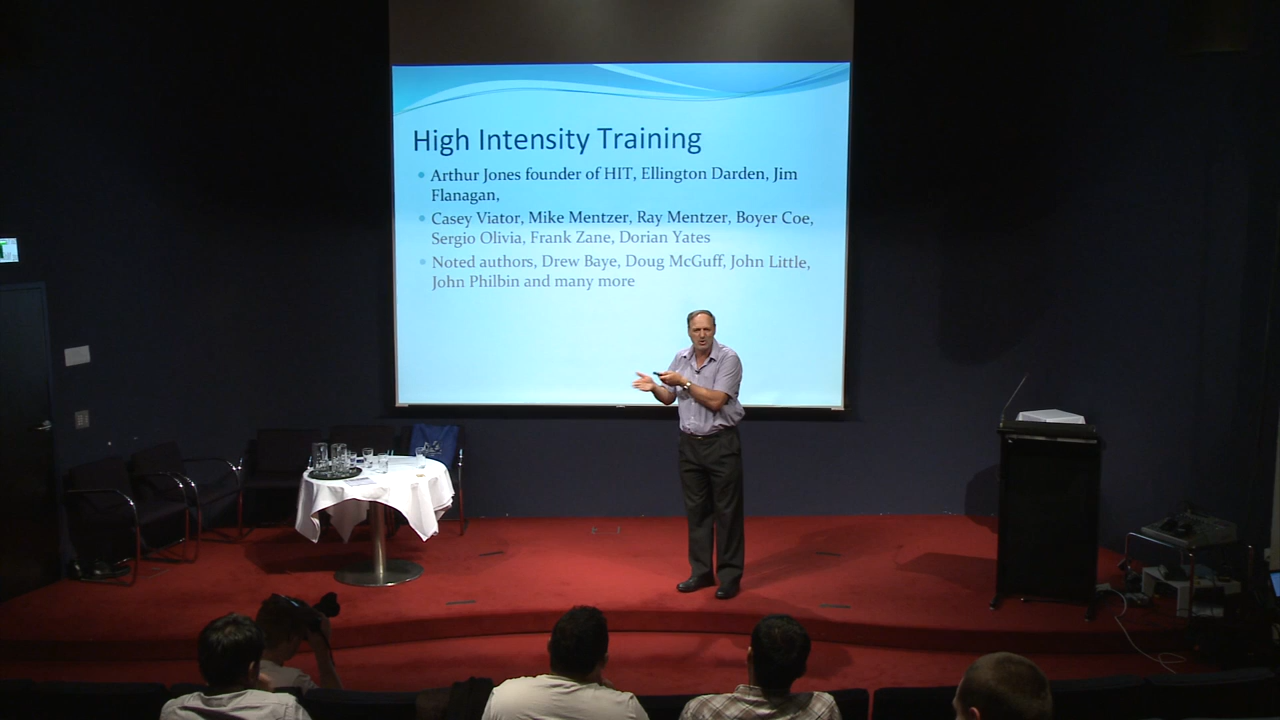 High Intensity Training
Arthur Jones founder of HIT, Ellington Darden, Jim
Flanagan,
Casey Viator, Mike Mentzer, Ray Mentzer, Boyer Coe,
Sergio Olivia, Frank Zane, Dorian Yates
Noted authors, Drew Baye, Doug McGuff, John Little,
John Philbin and many more